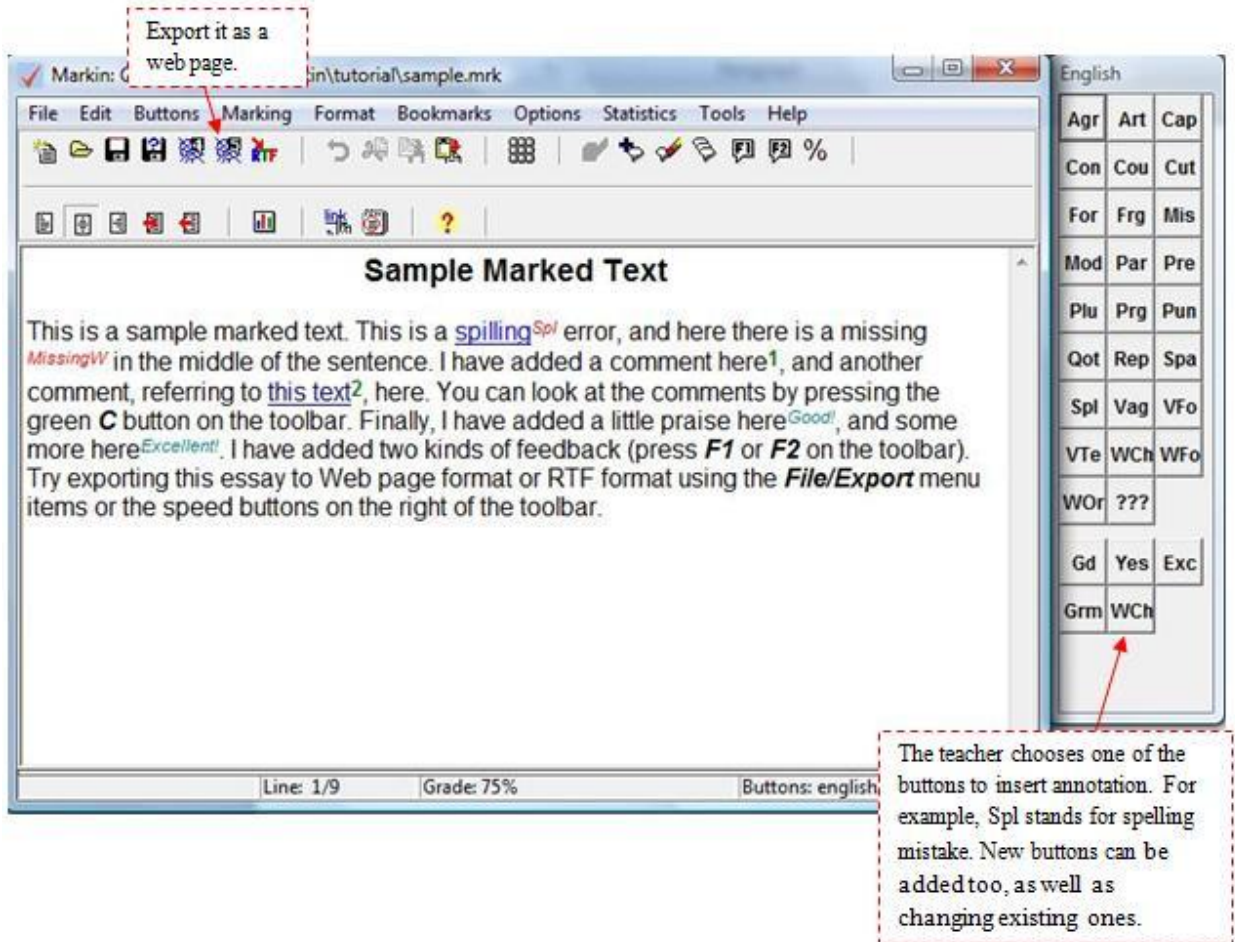 Export it as a
web page.
Markin: C
in\tutorial\sample.mrk
English
File Edit Buttons Marking Format Bookmarks Options Statistics Tools Help
RTF F1 F2 %
link
?
Sample Marked Text
This is a sample marked text. This is a spilling Spl error, and here there is a missing
MissingW in the middle of the sentence. I have added a comment here1, and another
comment, referring to this text2, here. You can look at the comments by pressing the
green C button on the toolbar. Finally, I have added a little praise here Good!, and some
more here Excellent!. I have added two kinds of feedback (press F1 or F2 on the toolbar).
Try exporting this essay to Web page format or RTF format using the File/Export menu
items or the speed buttons on the right of the toolbar.
Line: 1/9 Grade: 75% Buttons: english
Agr Art Cap
Con Cou Cut
For Frg Mis
Mod Par Pre
Plu Prg Pun
Qot Rep Spa
Spl Vag VFo
VTe WCh WFo
WOr ???
Gd Yes Exc
Grm WCh
The teacher chooses one of the
buttons to insert annotation. For
example, Spl stands for spelling
mistake. New buttons can be
added too, as well as
changing existing ones.